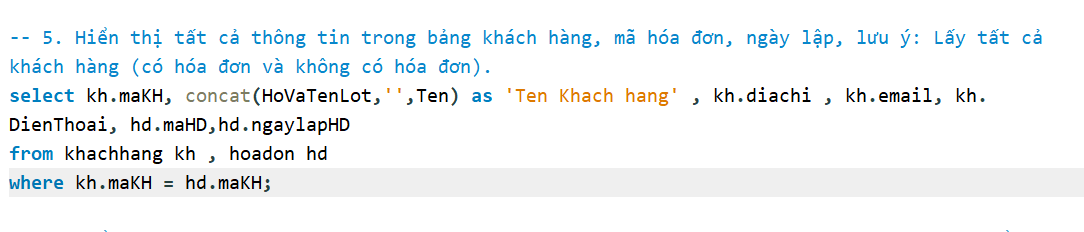 -- 5. Hiển thị tất cả thông tin trong bảng khách hàng, mã hóa đơn, ngày lập, lưu ý: Lấy tất cả
khách hàng (có hóa đơn và không có hóa đơn).
select kh.maKH, concat(HoVaTenLot,'',Ten) as 'Ten Khach hang' , kh.diachi , kh.email, kh.
DienThoai, hd.maHD,hd.ngaylapHD
from khachhang kh , hoadon hd
where kh.maKH = hd.maKH;